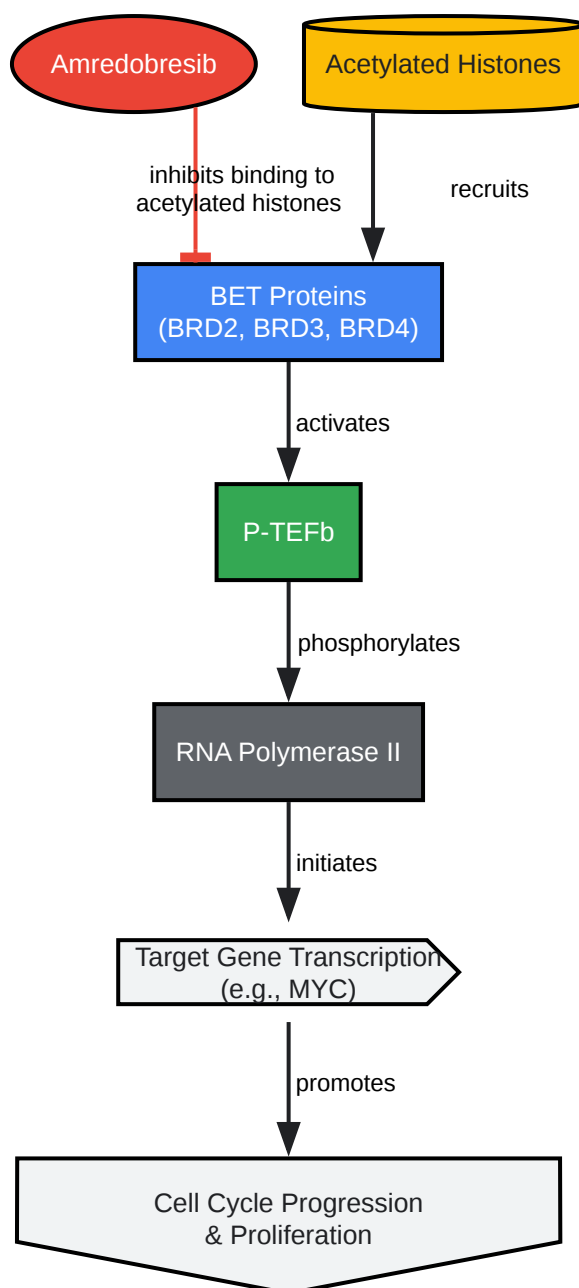 Amredobresib
Acetylated Histones
inhibits binding to
acetylated histones
recruits
BET Proteins
(BRD2, BRD3, BRD4)
activates
P-TEFb
phosphorylates
RNA Polymerase II
initiates
Target Gene Transcription
(e.g., MYC)
promotes
Cell Cycle Progression
& Proliferation